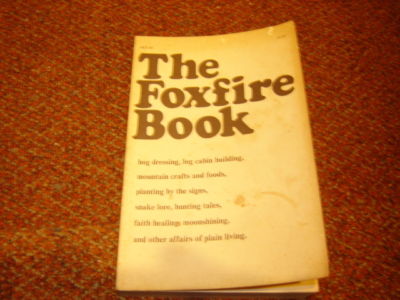 The
Foxfire
Book
hog dressing, log cabin building,
mountain crafts and foods,
planting by the signs,
snake lore, hunting tales,
faith healing, moonshining,
and other affairs of plain living.